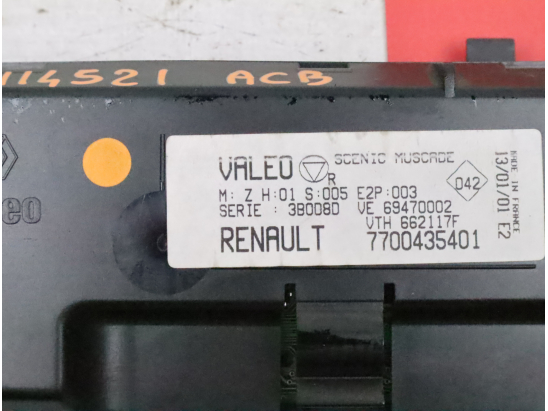 114521 ACB
eo
VALEO R SCENIC MUSCADE
M: Z H:01 S:005 E2P:003
SERIE : 3B008D VE 69470002
VTH 662117F
RENAULT 7700435401
D42
MADE IN FRANCE
13/01/01 E2